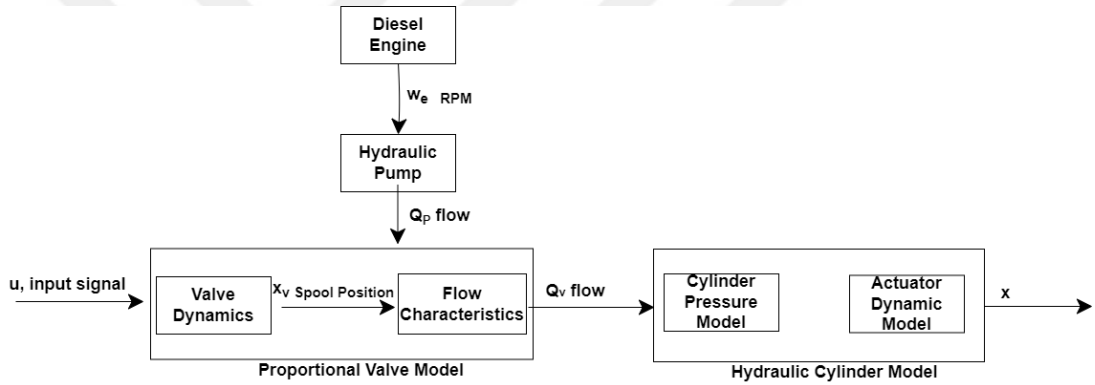 Diesel
Engine
we RPM
Hydraulic
Pump
QP flow
u, input signal
Valve
Dynamics
xv Spool Position
Flow
Characteristics
Qv flow
Cylinder
Pressure
Model
Actuator
Dynamic
Model
x
Proportional Valve Model
Hydraulic Cylinder Model